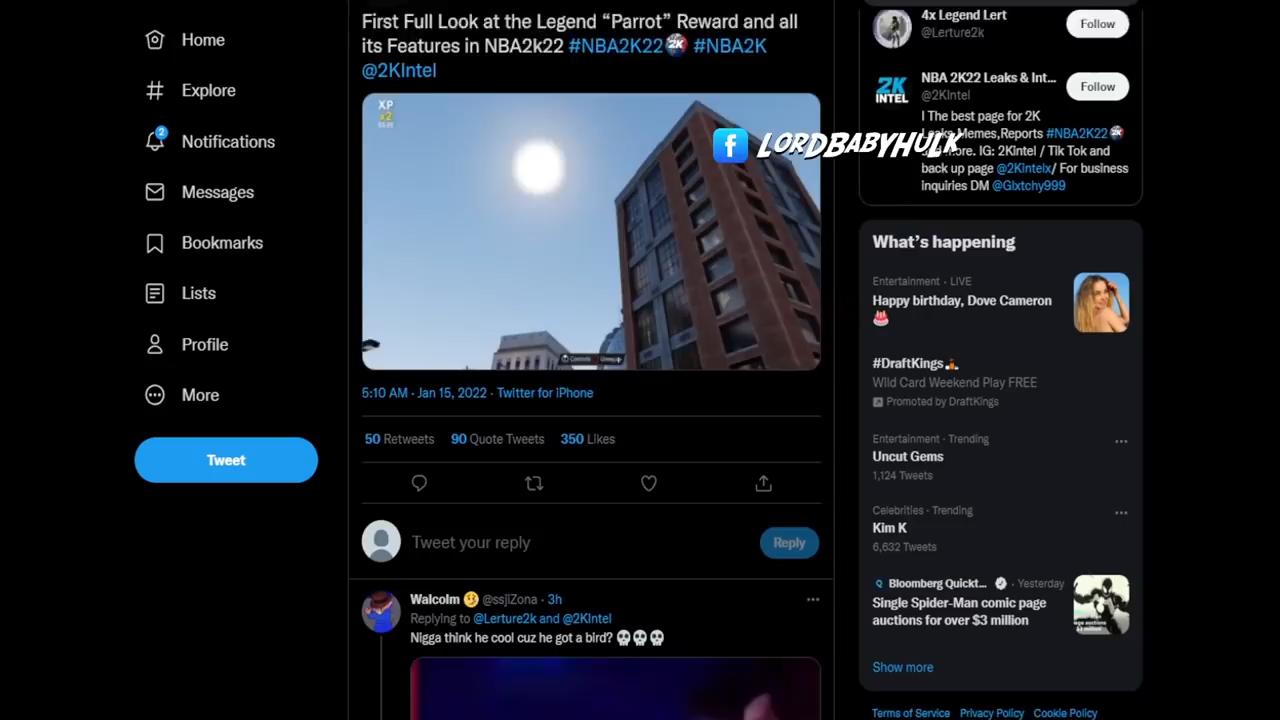 Home
Explore
2
Notifications
Messages
Bookmarks
Lists
Profile
More
Tweet
First Full Look at the Legend “Parrot” Reward and all
its Features in NBA2k22 #NBA2K22 #NBA2K
@2KIntel
XP
x2
5:10 AM · Jan 15, 2022 · Twitter for iPhone
50 Retweets 90 Quote Tweets 350 Likes
Tweet your reply
Reply
Walcolm @ssjiZona · 3h
Replying to @Lerture2k and @2KIntel
Nigga think he cool cuz he got a bird?
LORDBABYHULK
4x Legend Lert
@Lerture2k
Follow
2K
INTEL
NBA 2K22 Leaks & Int...
@2KIntel
Follow
I The best page for 2K
Leaks,Memes,Reports #NBA2K22
more. IG: 2Kintel / Tik Tok and
back up page @2Kintelx/ For business
inquiries DM @Glxtchy999
What’s happening
Entertainment · LIVE
Happy birthday, Dove Cameron
#DraftKings
Wild Card Weekend Play FREE
Promoted by DraftKings
Entertainment · Trending
Uncut Gems
1,124 Tweets
Celebrities · Trending
Kim K
6,632 Tweets
Bloomberg Quickt... · Yesterday
Single Spider-Man comic page
auctions for over $3 million
Show more
Terms of Service Privacy Policy Cookie Policy